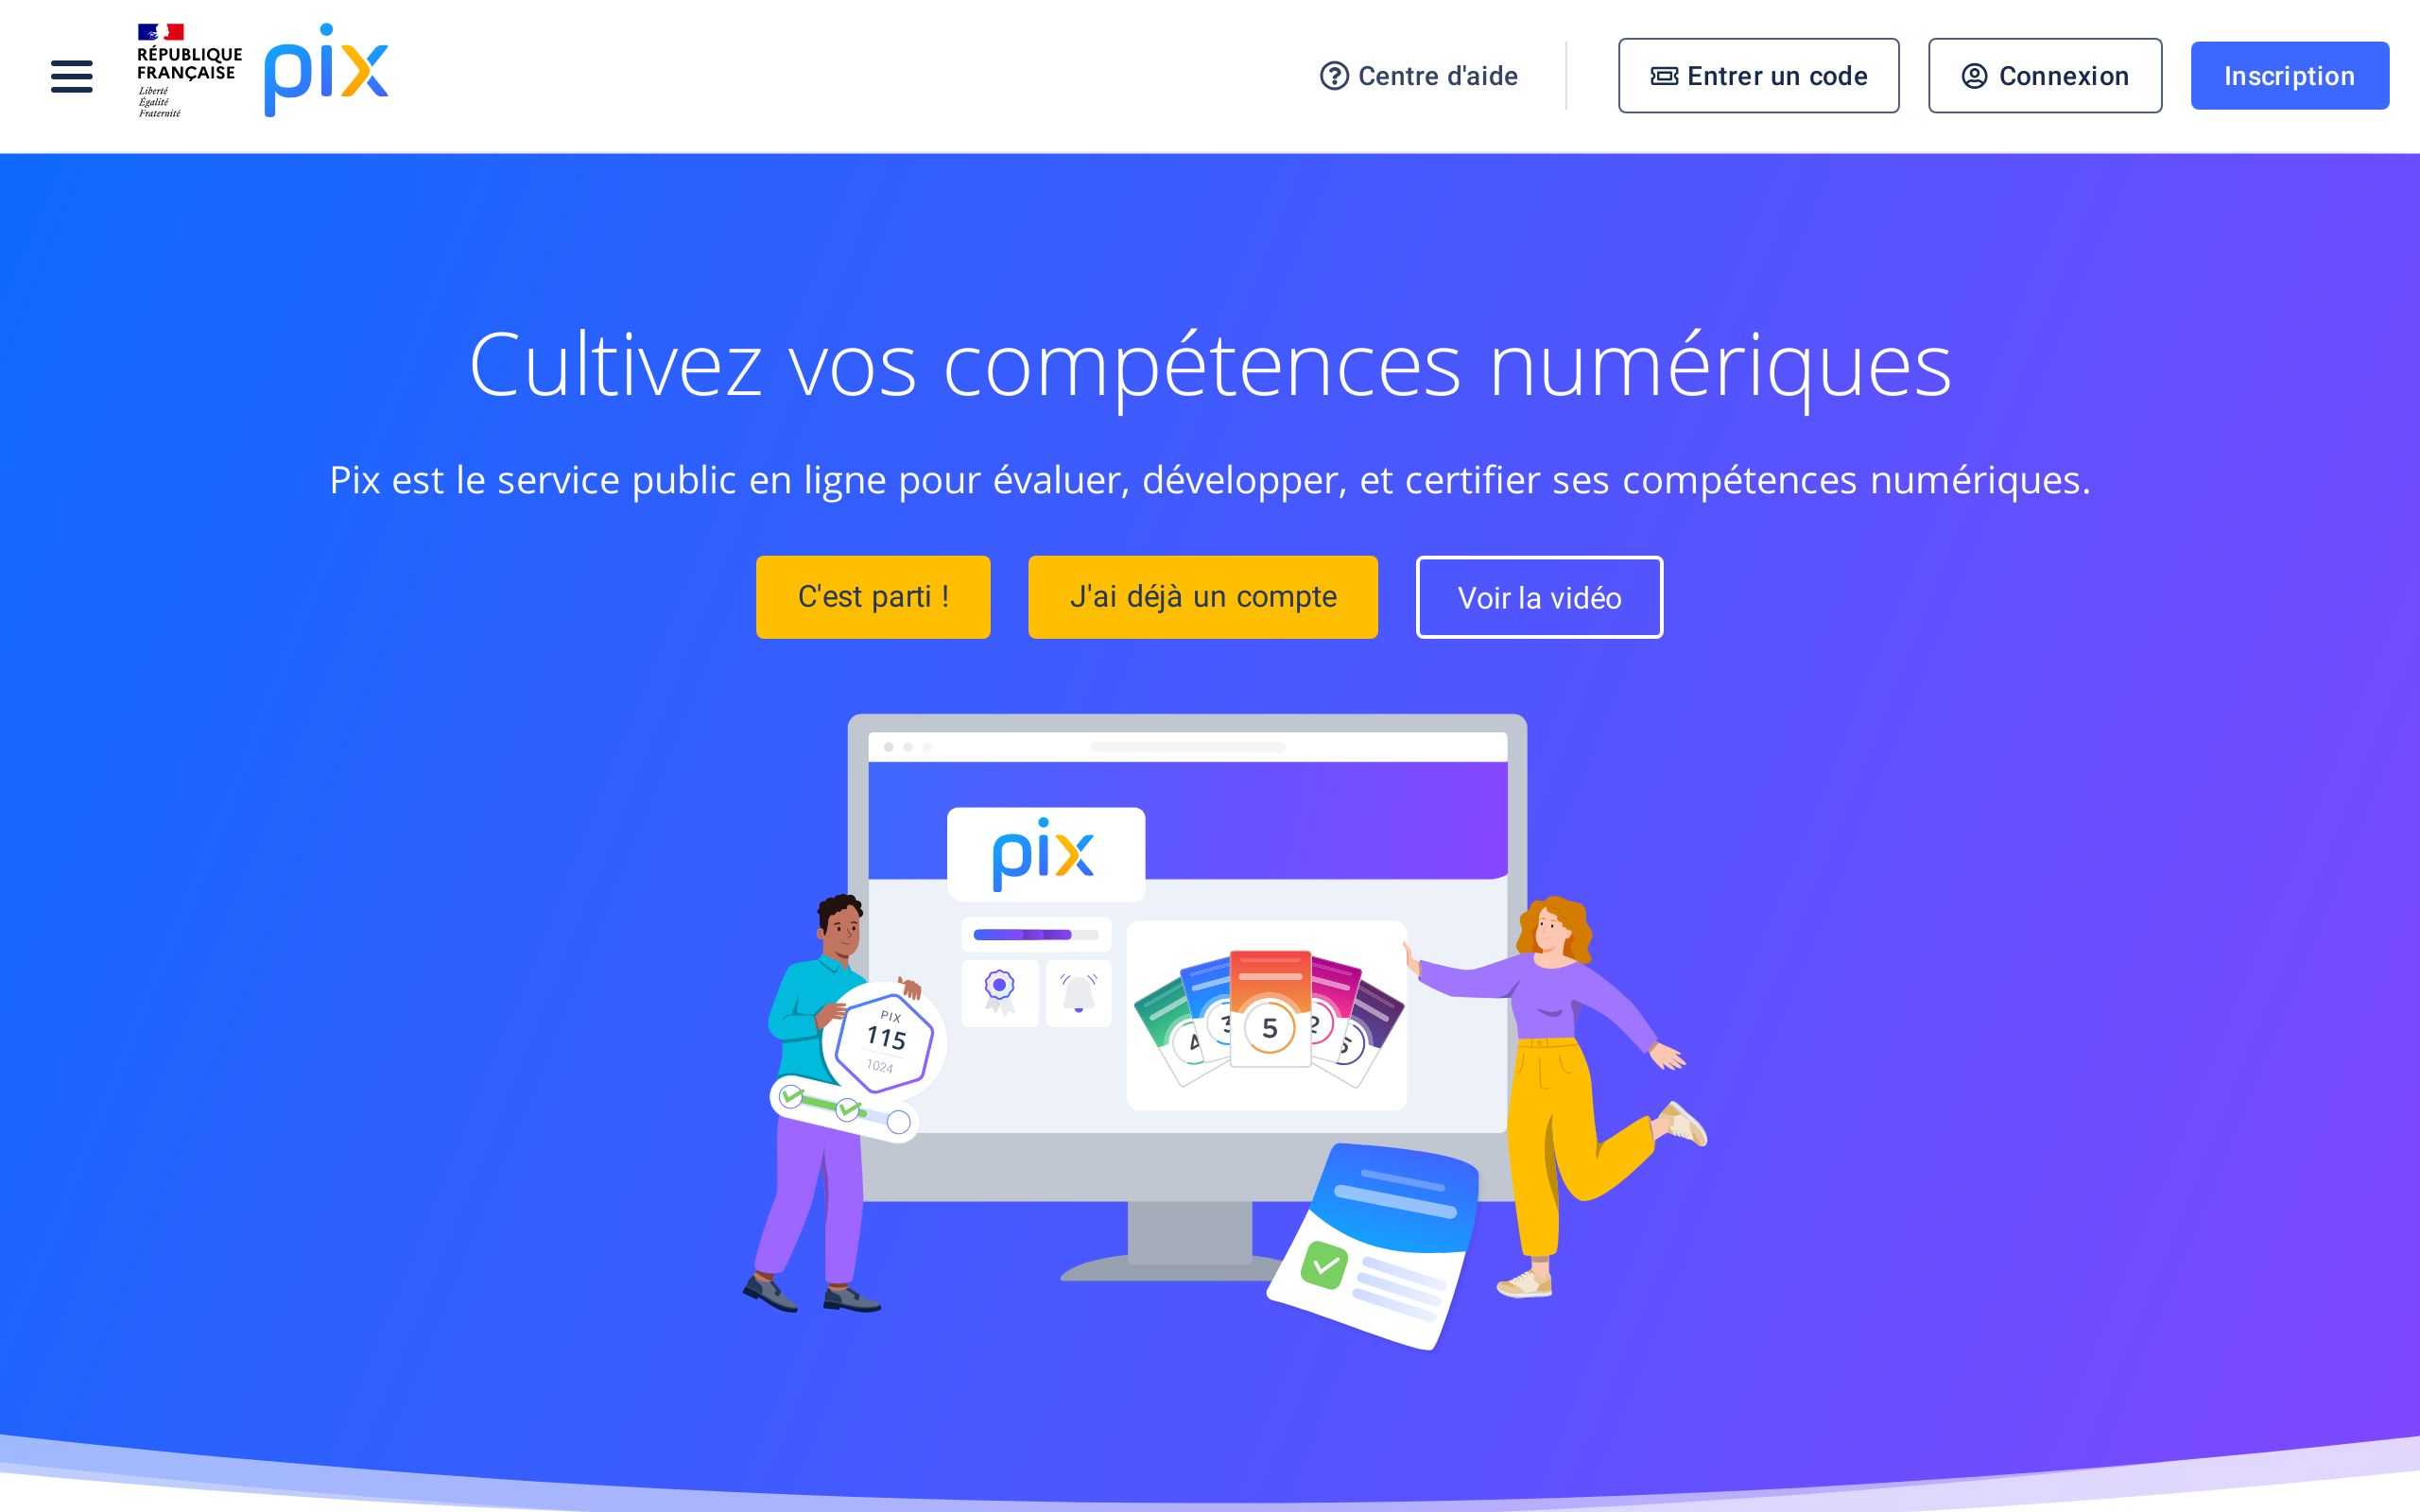 RÉPUBLIQUE
FRANÇAISE
Liberté
Égalité
Fraternité
pix
Centre d'aide
Entrer un code
Connexion
Inscription
Cultivez vos compétences numériques
Pix est le service public en ligne pour évaluer, développer, et certifier ses compétences numériques.
C'est parti !
J'ai déjà un compte
Voir la vidéo
pix
PIX
115
1024
4
3
5
2
5